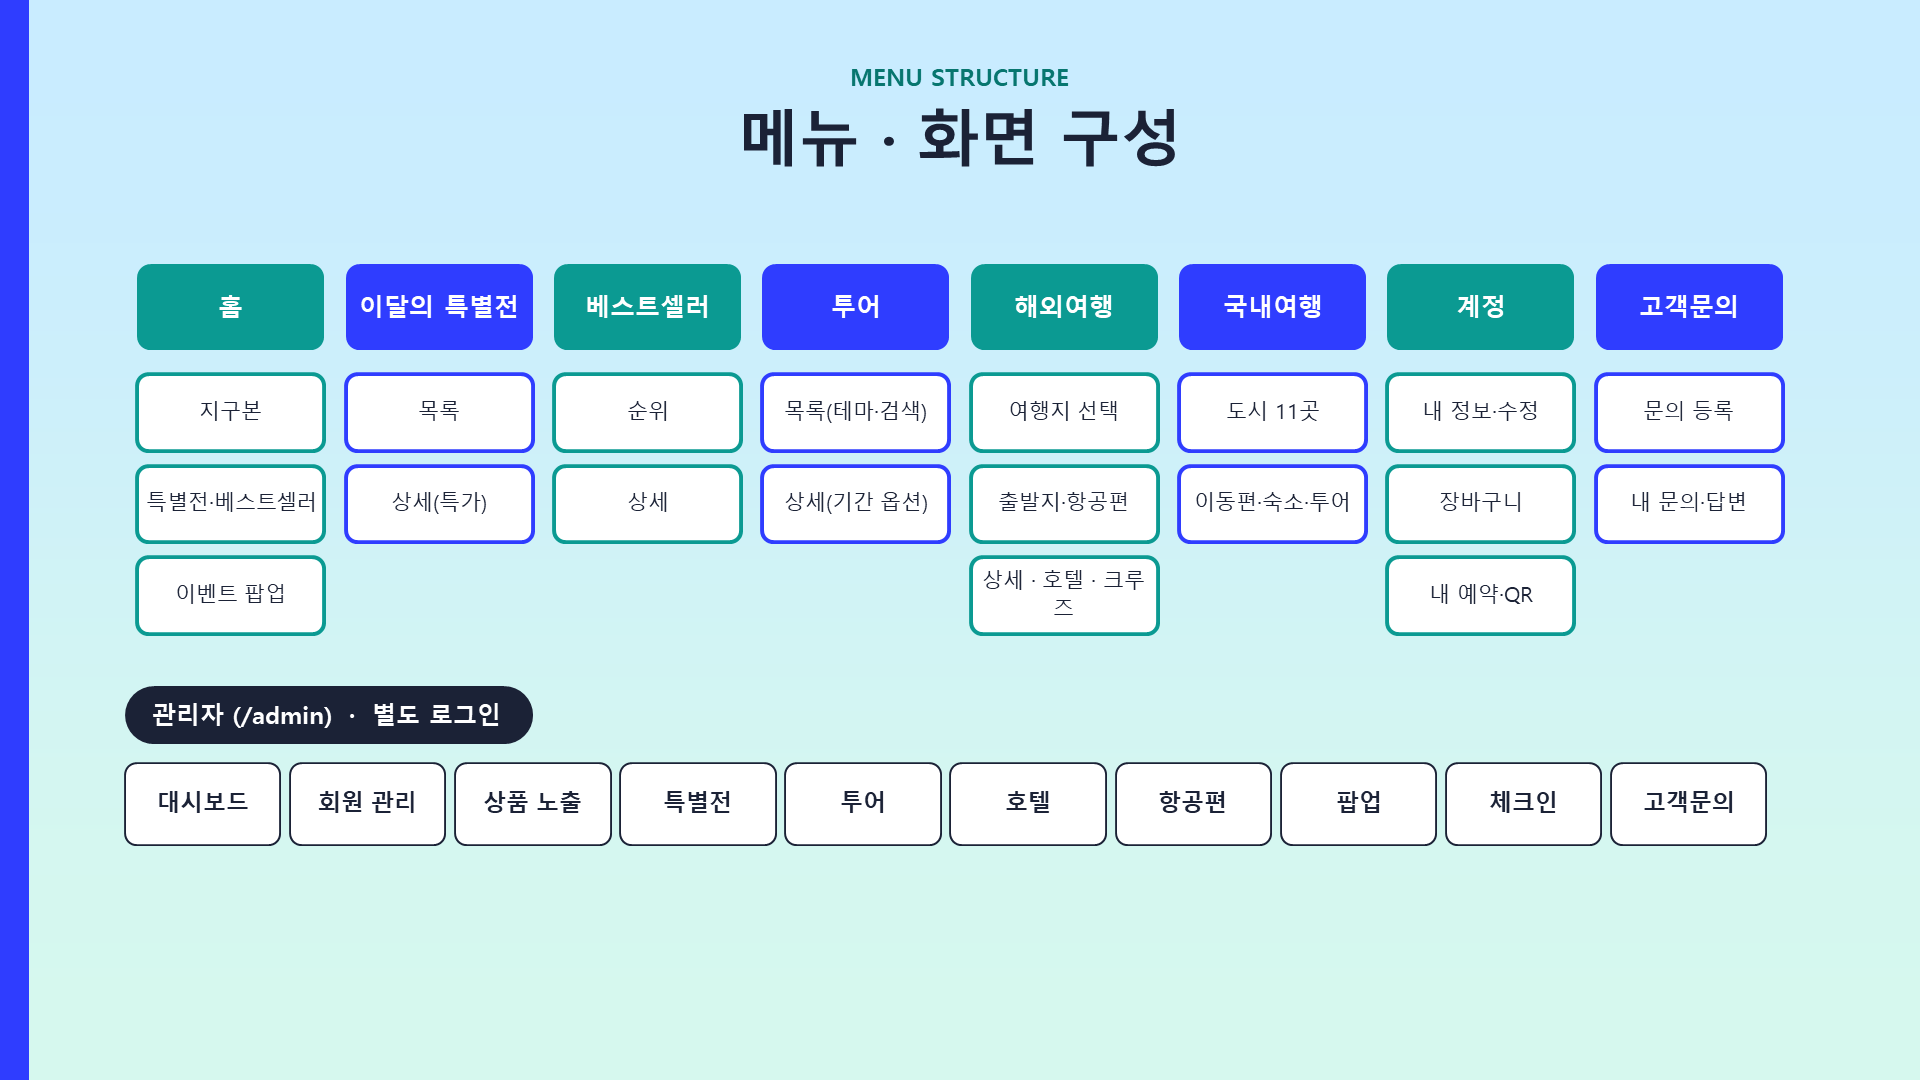 MENU STRUCTURE
메뉴 · 화면 구성
홈
이달의 특별전
베스트셀러
투어
해외여행
국내여행
계정
고객문의
지구본
목록
순위
목록(테마·검색)
여행지 선택
도시 11곳
내 정보·수정
문의 등록
특별전·베스트셀러
상세(특가)
상세
상세(기간 옵션)
출발지·항공편
이동편·숙소·투어
장바구니
내 문의·답변
이벤트 팝업
상세 · 호텔 · 크루
즈
내 예약·QR
관리자 (/admin) · 별도 로그인
대시보드
회원 관리
상품 노출
특별전
투어
호텔
항공편
팝업
체크인
고객문의